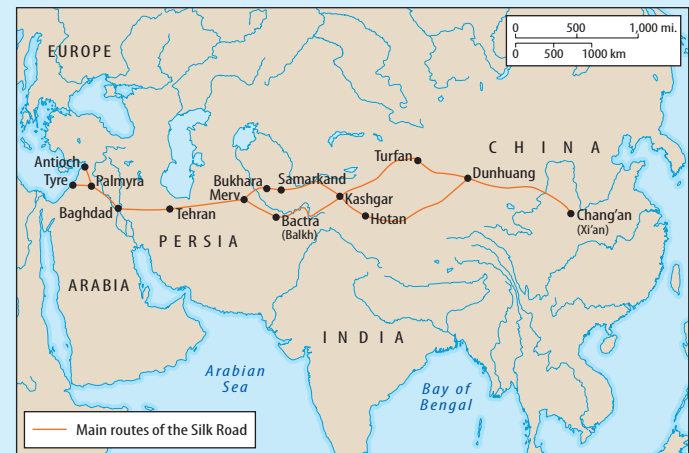 0 500 1,000 mi.
0 500 1000 km
EUROPE
CHINA
Turfan
Dunhuang
Antioch
Tyre
Palmyra
Bukhara
Samarkand
Merv
Kashgar
Baghdad
Tehran
Bactra
(Balkh)
Hotan
Chang'an
(Xi'an)
PERSIA
ARABIA
INDIA
Arabian
Sea
Bay of
Bengal
Main routes of the Silk Road